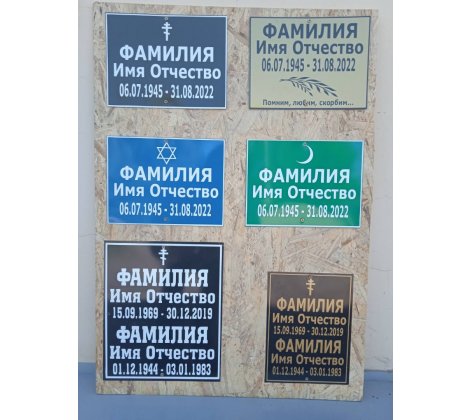 ФАМИЛИЯ
Имя Отчество
06.07.1945 - 31.08.2022
ФАМИЛИЯ
Имя Отчество
06.07.1945 - 31.08.2022
Помним, любим, скорбим...
ФАМИЛИЯ
Имя Отчество
06.07.1945 - 31.08.2022
ФАМИЛИЯ
Имя Отчество
06.07.1945 - 31.08.2022
ФАМИЛИЯ
Имя Отчество
15.09.1969 - 30.12.2019
ФАМИЛИЯ
Имя Отчество
01.12.1944 - 03.01.1983
ФАМИЛИЯ
Имя Отчество
15.09.1969 - 30.12.2019
ФАМИЛИЯ
Имя Отчество
01.12.1944 - 03.01.1983